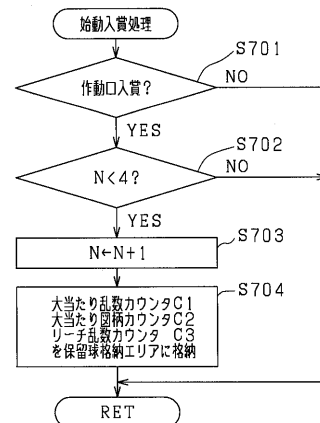 始動入賞処理
S701
作動口入賞?
NO
YES
S702
N<4?
NO
YES
S703
N←N+1
S704
大当たり乱数カウンタC1
大当たり図柄カウンタC2
リーチ乱数カウンタ C3
を保留球格納エリアに格納
RET